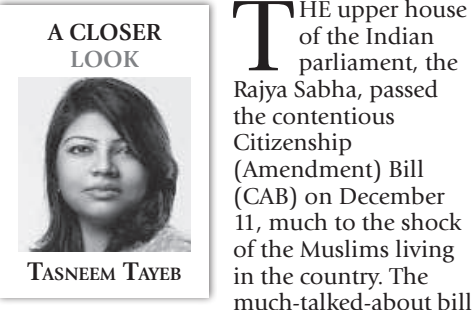 A CLOSER
LOOK
TASNEEM TAYEB
THE upper house
of the Indian
parliament, the
Rajya Sabha, passed
the contentious
Citizenship
(Amendment) Bill
(CAB) on December
11, much to the shock
of the Muslims living
in the country. The
much-talked-about bill